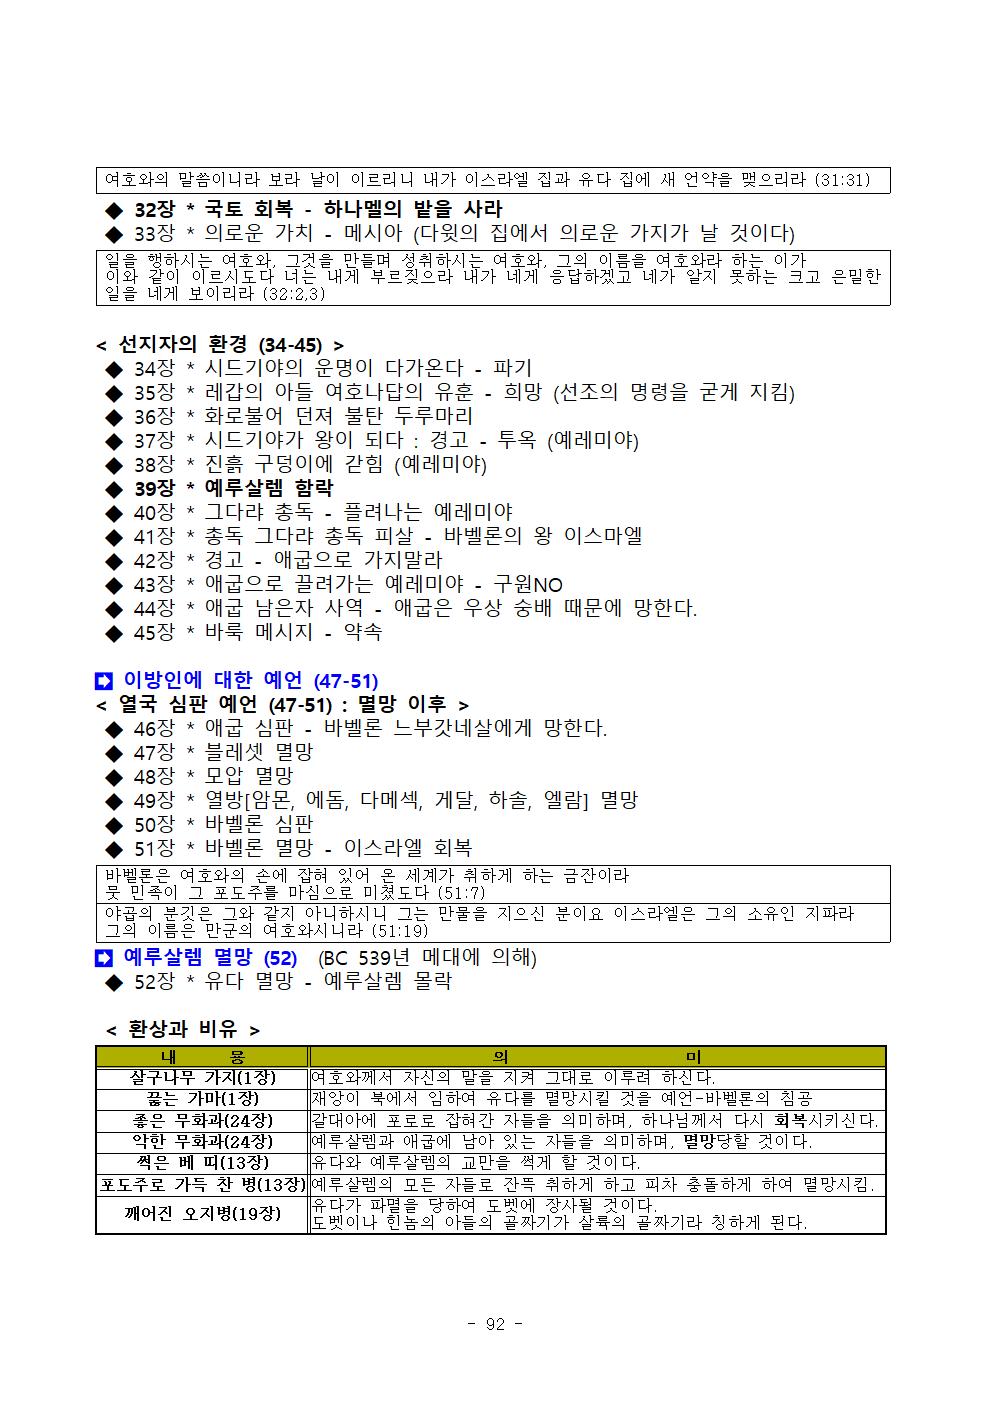 여호와의 말씀이니라 보라 날이 이르리니 내가 이스라엘 집과 유다 집에 새 언약을 맺으리라 (31:31)
◆ 32장 * 국토 회복 - 하나멜의 밭을 사라
◆ 33장 * 의로운 가치 - 메시아 (다윗의 집에서 의로운 가지가 날 것이다)
일을 행하시는 여호와, 그것을 만들며 성취하시는 여호와, 그의 이름을 여호와라 하는 이가
이와 같이 이르시도다 너는 내게 부르짖으라 내가 네게 응답하겠고 네가 알지 못하는 크고 은밀한
일을 네게 보이리라 (32:2,3)
< 선지자의 환경 (34-45) >
◆ 34장 * 시드기야의 운명이 다가온다 - 파기
◆ 35장 * 레갑의 아들 여호나답의 유훈 - 희망 (선조의 명령을 굳게 지킴)
◆ 36장 * 화로불어 던져 불탄 두루마리
◆ 37장 * 시드기야가 왕이 되다 : 경고 - 투옥 (예레미야)
◆ 38장 * 진흙 구덩이에 갇힘 (예레미야)
◆ 39장 * 예루살렘 함락
◆ 40장 * 그다랴 총독 - 플려나는 예레미야
◆ 41장 * 총독 그다랴 총독 피살 - 바벨론의 왕 이스마엘
◆ 42장 * 경고 - 애굽으로 가지말라
◆ 43장 * 애굽으로 끌려가는 예레미야 - 구원NO
◆ 44장 * 애굽 남은자 사역 - 애굽은 우상 숭배 때문에 망한다.
◆ 45장 * 바룩 메시지 - 약속
➡ 이방인에 대한 예언 (47-51)
< 열국 심판 예언 (47-51) : 멸망 이후 >
◆ 46장 * 애굽 심판 - 바벨론 느부갓네살에게 망한다.
◆ 47장 * 블레셋 멸망
◆ 48장 * 모압 멸망
◆ 49장 * 열방[암몬, 에돔, 다메섹, 게달, 하솔, 엘람] 멸망
◆ 50장 * 바벨론 심판
◆ 51장 * 바벨론 멸망 - 이스라엘 회복
바벨론은 여호와의 손에 잡혀 있어 온 세계가 취하게 하는 금잔이라
뭇 민족이 그 포도주를 마심으로 미쳤도다 (51:7)
야곱의 분깃은 그와 같지 아니하시니 그는 만물을 지으신 분이요 이스라엘은 그의 소유인 지파라
그의 이름은 만군의 여호와시니라 (51:19)
➡ 예루살렘 멸망 (52) (BC 539년 메대에 의해)
◆ 52장 * 유다 멸망 - 예루살렘 몰락
< 환상과 비유 >
내 용 의 미
살구나무 가지(1장) 여호와께서 자신의 말을 지켜 그대로 이루려 하신다.
끓는 가마(1장) 재앙이 북에서 임하여 유다를 멸망시킬 것을 예언-바벨론의 침공
좋은 무화과(24장) 갈대아에 포로로 잡혀간 자들을 의미하며, 하나님께서 다시 회복시키신다.
악한 무화과(24장) 예루살렘과 애굽에 남아 있는 자들을 의미하며, 멸망당할 것이다.
썩은 베 띠(13장) 유다와 예루살렘의 교만을 썩게 할 것이다.
포도주로 가득 찬 병(13장) 예루살렘의 모든 자들로 잔뜩 취하게 하고 피차 충돌하게 하여 멸망시킴.
깨어진 오지병(19장) 유다가 파멸을 당하여 도벳에 장사될 것이다.
도벳이나 힌놈의 아들의 골짜기가 살륙의 골짜기라 칭하게 된다.
- 92 -